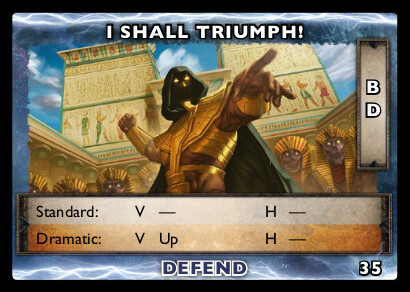 I SHALL TRIUMPH!
B
D
Standard: V — H —
Dramatic: V Up H —
DEFEND 35